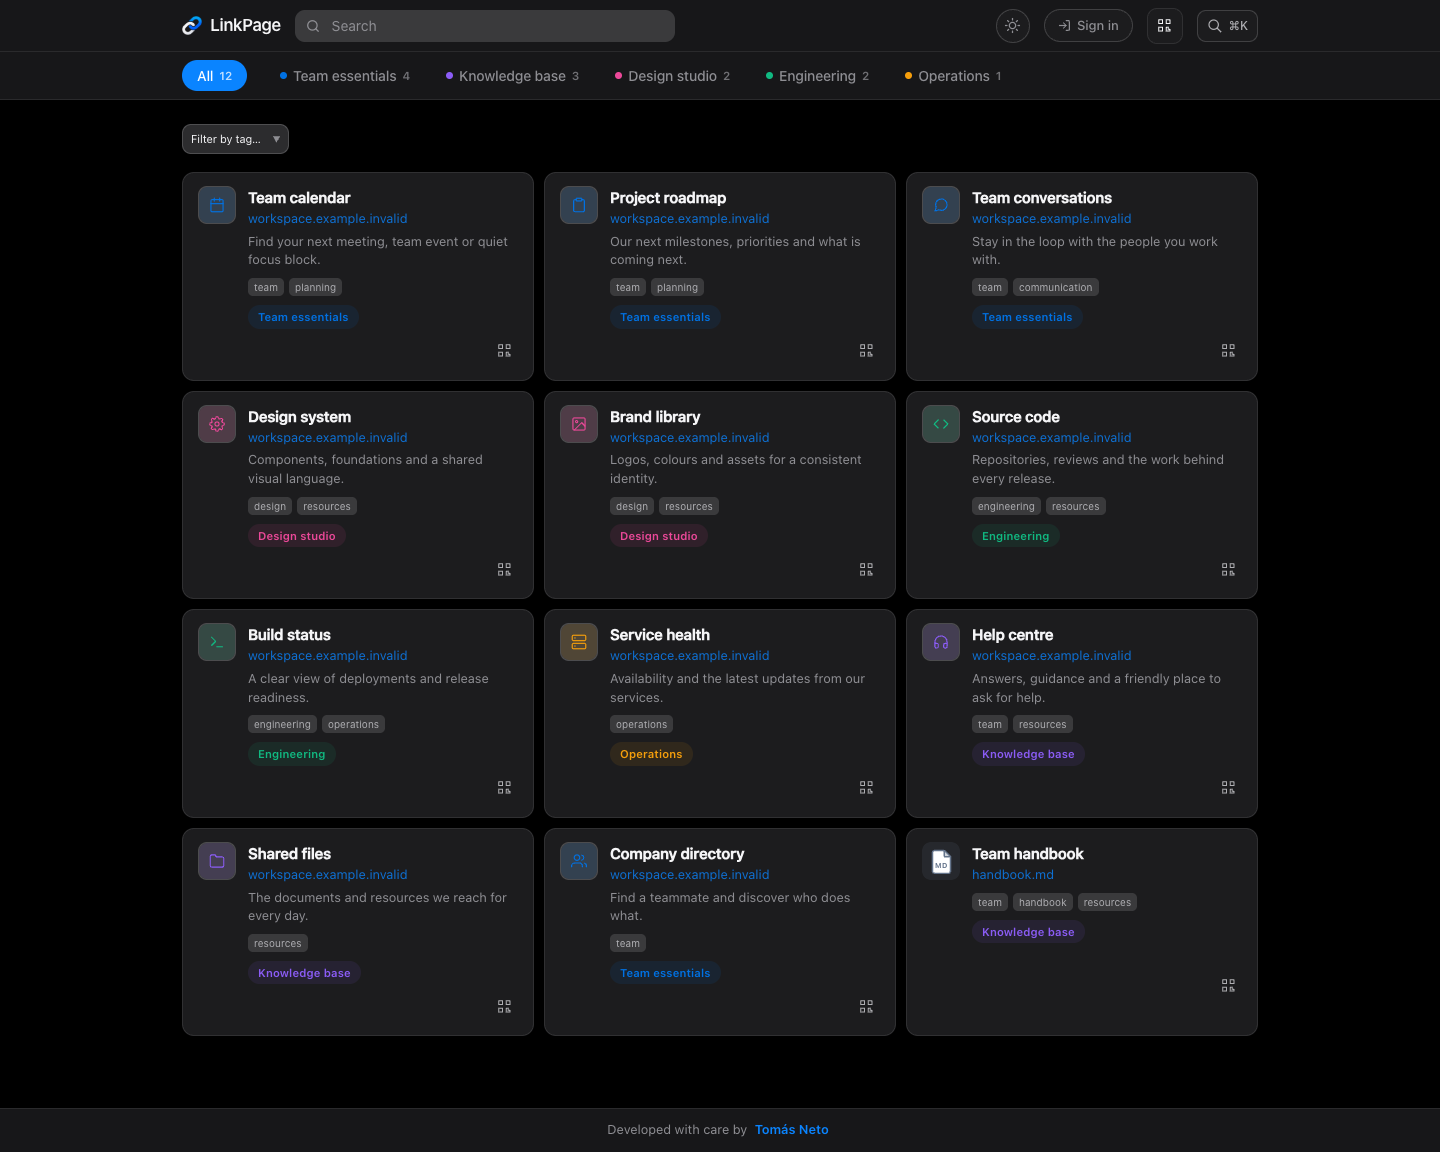 LinkPage
Search
Sign in
⌘K
All 12
Team essentials 4
Knowledge base 3
Design studio 2
Engineering 2
Operations 1
Filter by tag...
Team calendar
workspace.example.invalid
Find your next meeting, team event or quiet
focus block.
team planning
Team essentials
Project roadmap
workspace.example.invalid
Our next milestones, priorities and what is
coming next.
team planning
Team essentials
Team conversations
workspace.example.invalid
Stay in the loop with the people you work
with.
team communication
Team essentials
Design system
workspace.example.invalid
Components, foundations and a shared
visual language.
design resources
Design studio
Brand library
workspace.example.invalid
Logos, colours and assets for a consistent
identity.
design resources
Design studio
Source code
workspace.example.invalid
Repositories, reviews and the work behind
every release.
engineering resources
Engineering
Build status
workspace.example.invalid
A clear view of deployments and release
readiness.
engineering operations
Engineering
Service health
workspace.example.invalid
Availability and the latest updates from our
services.
operations
Operations
Help centre
workspace.example.invalid
Answers, guidance and a friendly place to
ask for help.
team resources
Knowledge base
Shared files
workspace.example.invalid
The documents and resources we reach for
every day.
resources
Knowledge base
Company directory
workspace.example.invalid
Find a teammate and discover who does
what.
team
Team essentials
MD
Team handbook
handbook.md
team handbook resources
Knowledge base
Developed with care by Tomás Neto